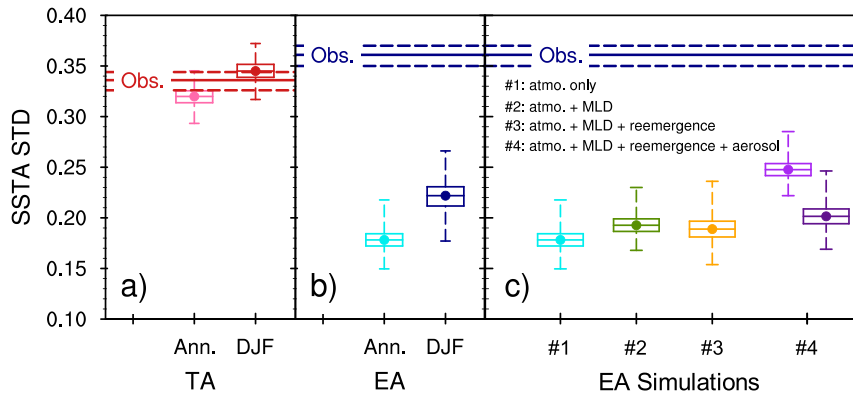 SSTA STD
0.40
0.35
0.30
0.25
0.20
0.15
0.10
Obs.
Obs.
Obs.
#1: atmo. only
#2: atmo. + MLD
#3: atmo. + MLD + reemergence
#4: atmo. + MLD + reemergence + aerosol
a)
b)
c)
Ann. DJF
Ann. DJF
#1 #2 #3 #4
TA
EA
EA Simulations